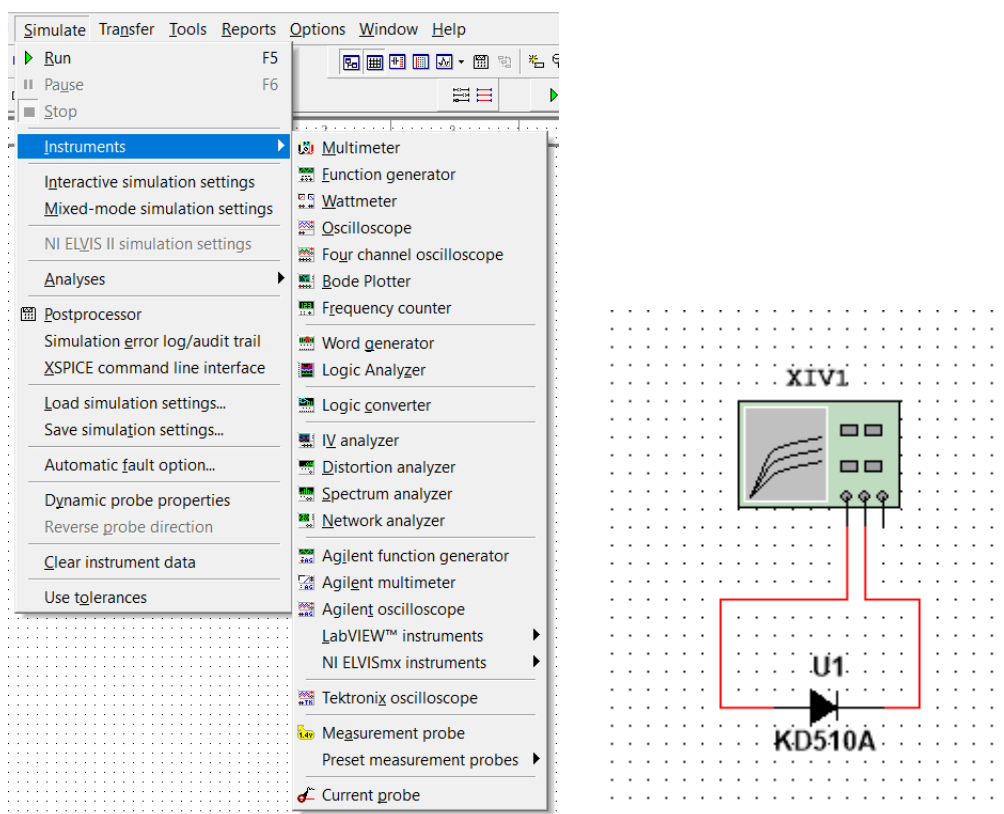 Simulate Transfer Tools Reports Options Window Help
Run F5
Pause F6
Stop
Instruments
Interactive simulation settings
Mixed-mode simulation settings
NI ELVIS II simulation settings
Analyses
Postprocessor
Simulation error log/audit trail
XSPICE command line interface
Load simulation settings...
Save simulation settings...
Automatic fault option...
Dynamic probe properties
Reverse probe direction
Clear instrument data
Use tolerances
Multimeter
Function generator
Wattmeter
Oscilloscope
Four channel oscilloscope
Bode Plotter
Frequency counter
Word generator
Logic Analyzer
Logic converter
IV analyzer
Distortion analyzer
Spectrum analyzer
Network analyzer
Agilent function generator
Agilent multimeter
Agilent oscilloscope
LabVIEW™ instruments
NI ELVISmx instruments
Tektronix oscilloscope
Measurement probe
Preset measurement probes
Current probe
XIV1
U1
KD510A